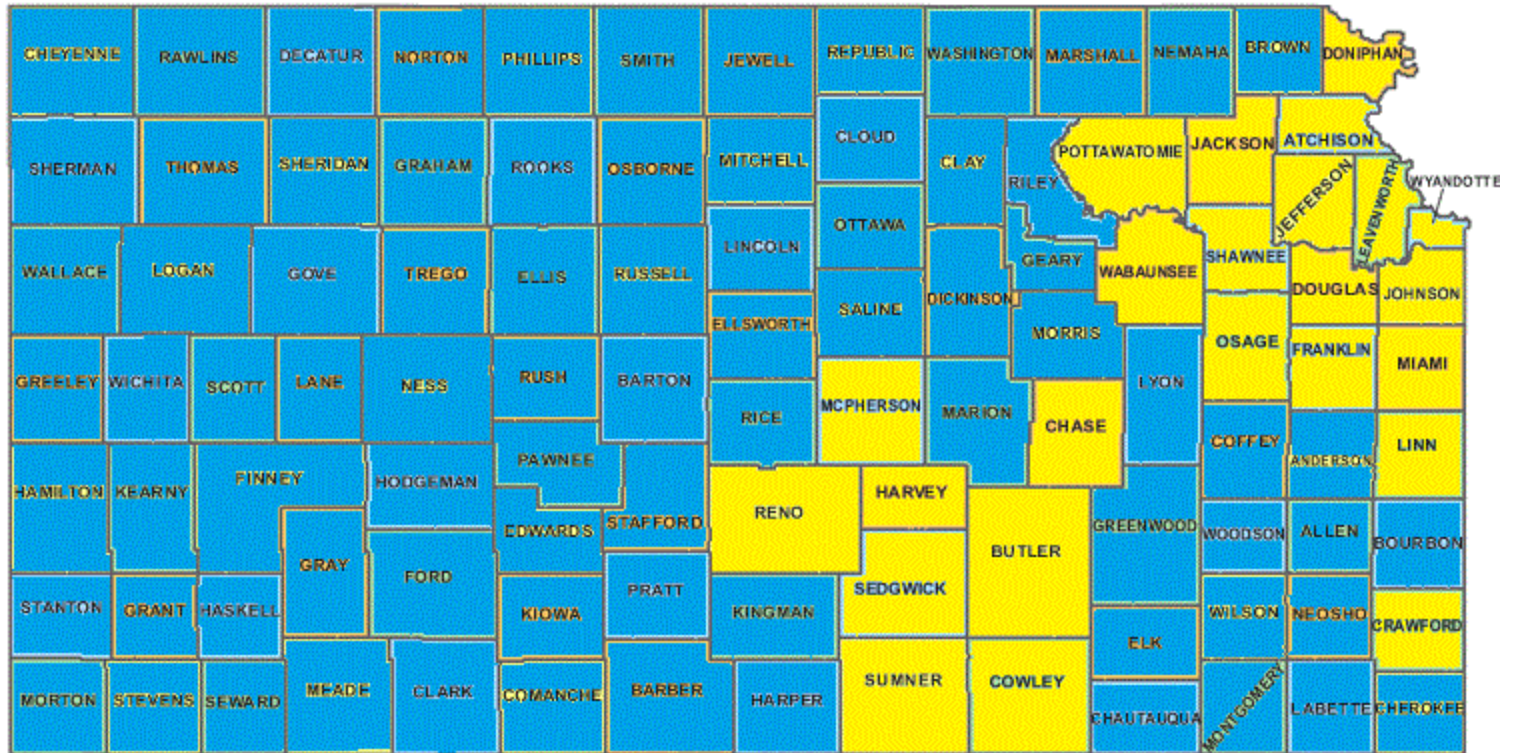 CHEYENNE
RAWLINS
DECATUR
NORTON
PHILLIPS
SMITH
JEWELL
REPUBLIC
WASHINGTON
MARSHALL
NEMAHA
BROWN
DONIPHAN
SHERMAN
THOMAS
SHERIDAN
GRAHAM
ROOKS
OSBORNE
MITCHELL
CLOUD
CLAY
RILEY
POTTAWATOMIE
JACKSON
ATCHISON
JEFFERSON
LEAVENWORTH
WYANDOTTE
WALLACE
LOGAN
GOVE
TREGO
ELLIS
RUSSELL
LINCOLN
OTTAWA
ELLSWORTH
SALINE
DICKINSON
GEARY
MORRIS
WABAUNSEE
SHAWNEE
DOUGLAS
JOHNSON
GREELEY
WICHITA
SCOTT
LANE
NESS
RUSH
BARTON
RICE
MCPHERSON
MARION
CHASE
LYON
OSAGE
FRANKLIN
MIAMI
COFFEY
ANDERSON
LINN
HAMILTON
KEARNY
FINNEY
HODGEMAN
PAWNEE
EDWARDS
STAFFORD
RENO
HARVEY
BUTLER
GREENWOOD
WOODSON
ALLEN
BOURBON
GRAY
FORD
STANTON
GRANT
HASKELL
KIOWA
PRATT
KINGMAN
SEDGWICK
ELK
WILSON
NEOSHO
CRAWFORD
MORTON
STEVENS
SEWARD
MEADE
CLARK
COMANCHE
BARBER
HARPER
SUMNER
COWLEY
CHAUTAUQUA
MONTGOMERY
LABETTE
CHEROKEE